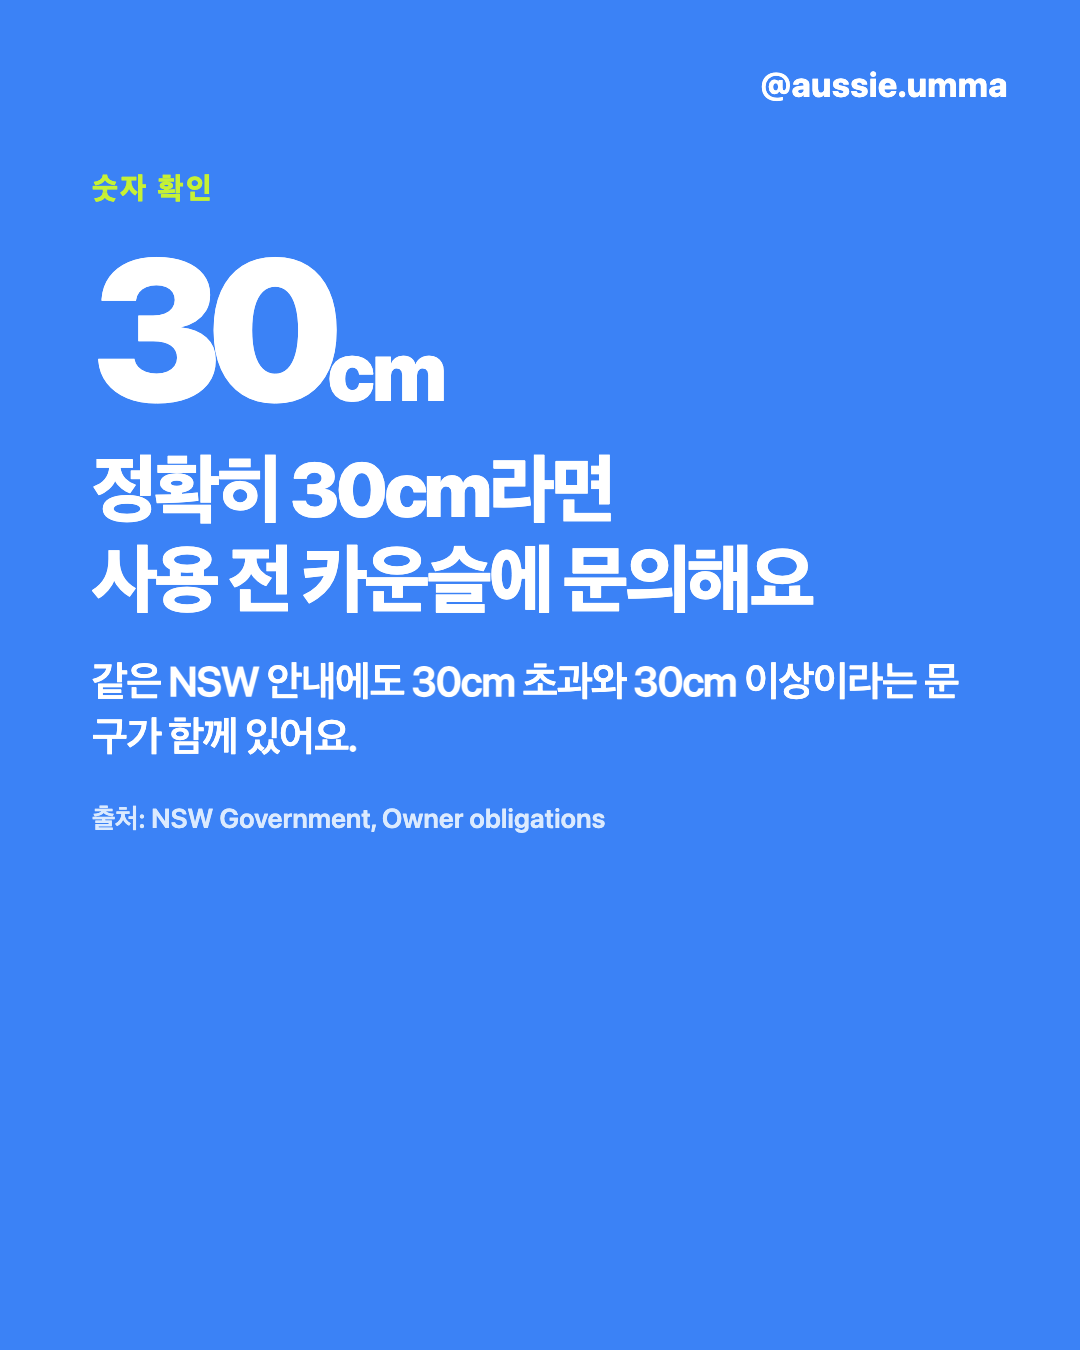 @aussie.umma
숫자 확인
30cm
정확히 30cm라면
사용 전 카운슬에 문의해요
같은 NSW 안내에도 30cm 초과와 30cm 이상이라는 문
구가 함께 있어요.
출처: NSW Government, Owner obligations